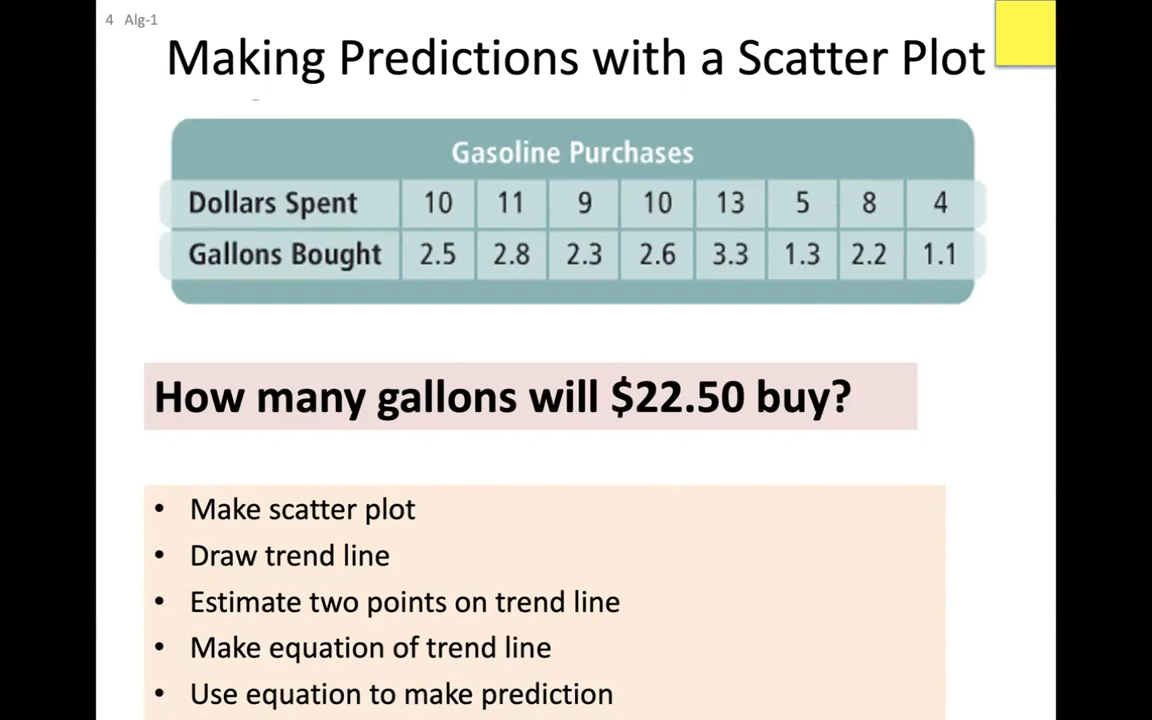 4 Alg-1
Making Predictions with a Scatter Plot
Gasoline Purchases
Dollars Spent 10 11 9 10 13 5 8 4
Gallons Bought 2.5 2.8 2.3 2.6 3.3 1.3 2.2 1.1
How many gallons will $22.50 buy?
• Make scatter plot
• Draw trend line
• Estimate two points on trend line
• Make equation of trend line
• Use equation to make prediction